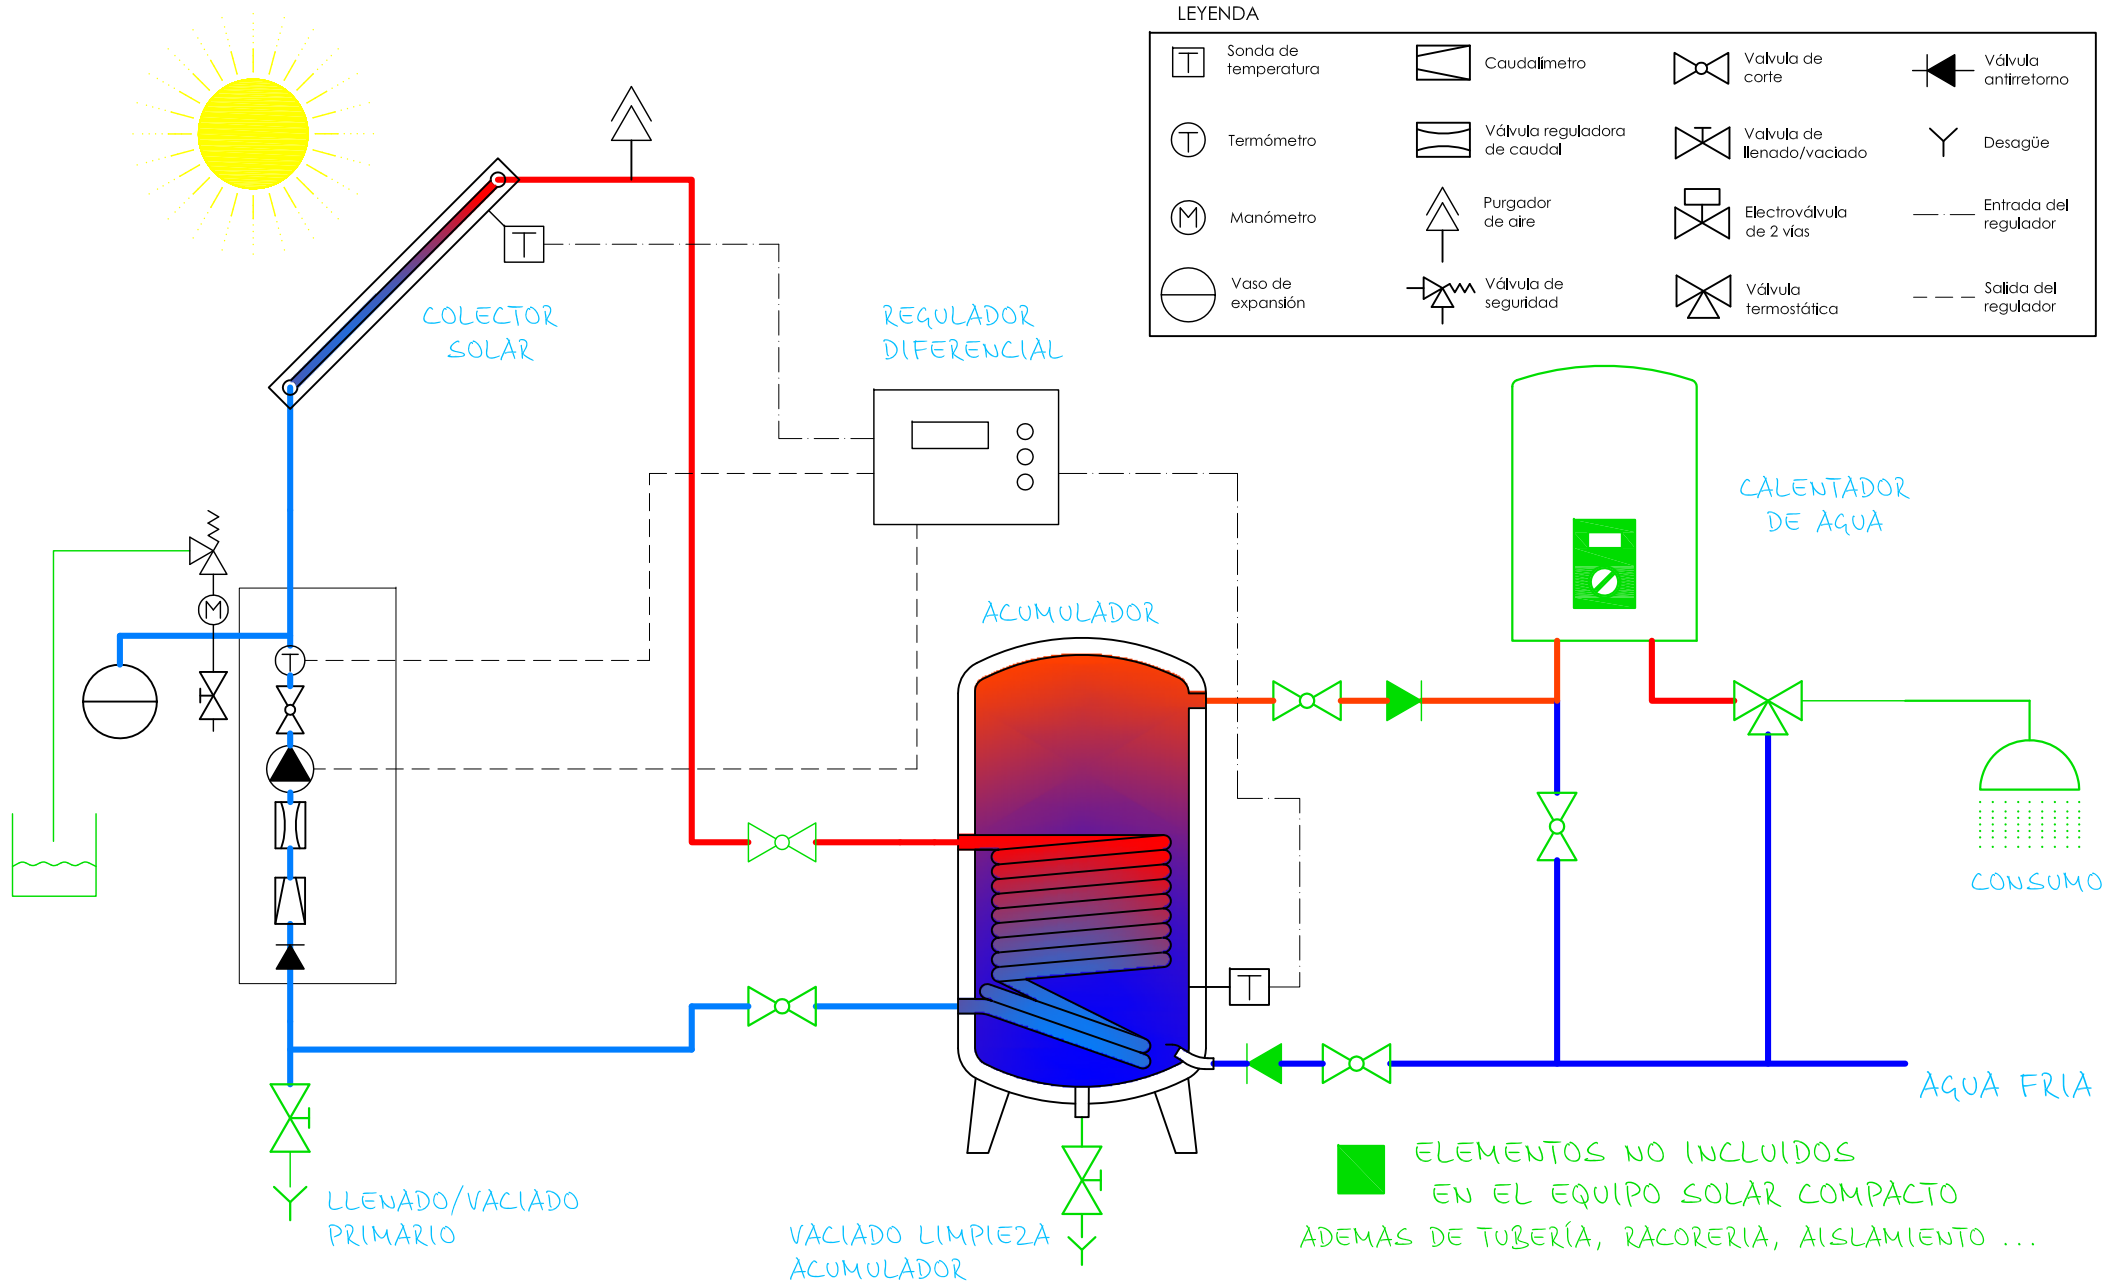 LEYENDA
Sonda de
temperatura
Caudalímetro
Valvula de
corte
Válvula
antirretorno
Termómetro
Válvula reguladora
de caudal
Valvula de
llenado/vaciado
Desagüe
Manómetro
Purgador
de aire
Electroválvula
de 2 vías
Entrada del
regulador
Vaso de
expansión
Válvula de
seguridad
Válvula
termostática
Salida del
regulador
T
T
M
T
COLECTOR
SOLAR
REGULADOR
DIFERENCIAL
CALENTADOR
DE AGUA
M
T
ACUMULADOR
CONSUMO
T
AGUA FRIA
LLENADO/VACIADO
PRIMARIO
VACIADO LIMPIEZA
ACUMULADOR
ELEMENTOS NO INCLUIDOS
EN EL EQUIPO SOLAR COMPACTO
ADEMAS DE TUBERÍA, RACORERIA, AISLAMIENTO ...